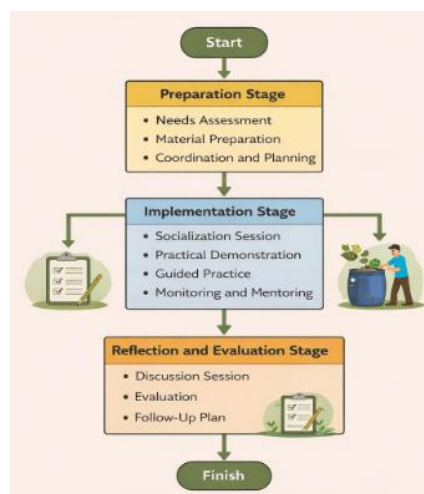 Start
Preparation Stage
• Needs Assessment
• Material Preparation
• Coordination and Planning
Implementation Stage
• Socialization Session
• Practical Demonstration
• Guided Practice
• Monitoring and Mentoring
Reflection and Evaluation Stage
• Discussion Session
• Evaluation
• Follow-Up Plan
Finish